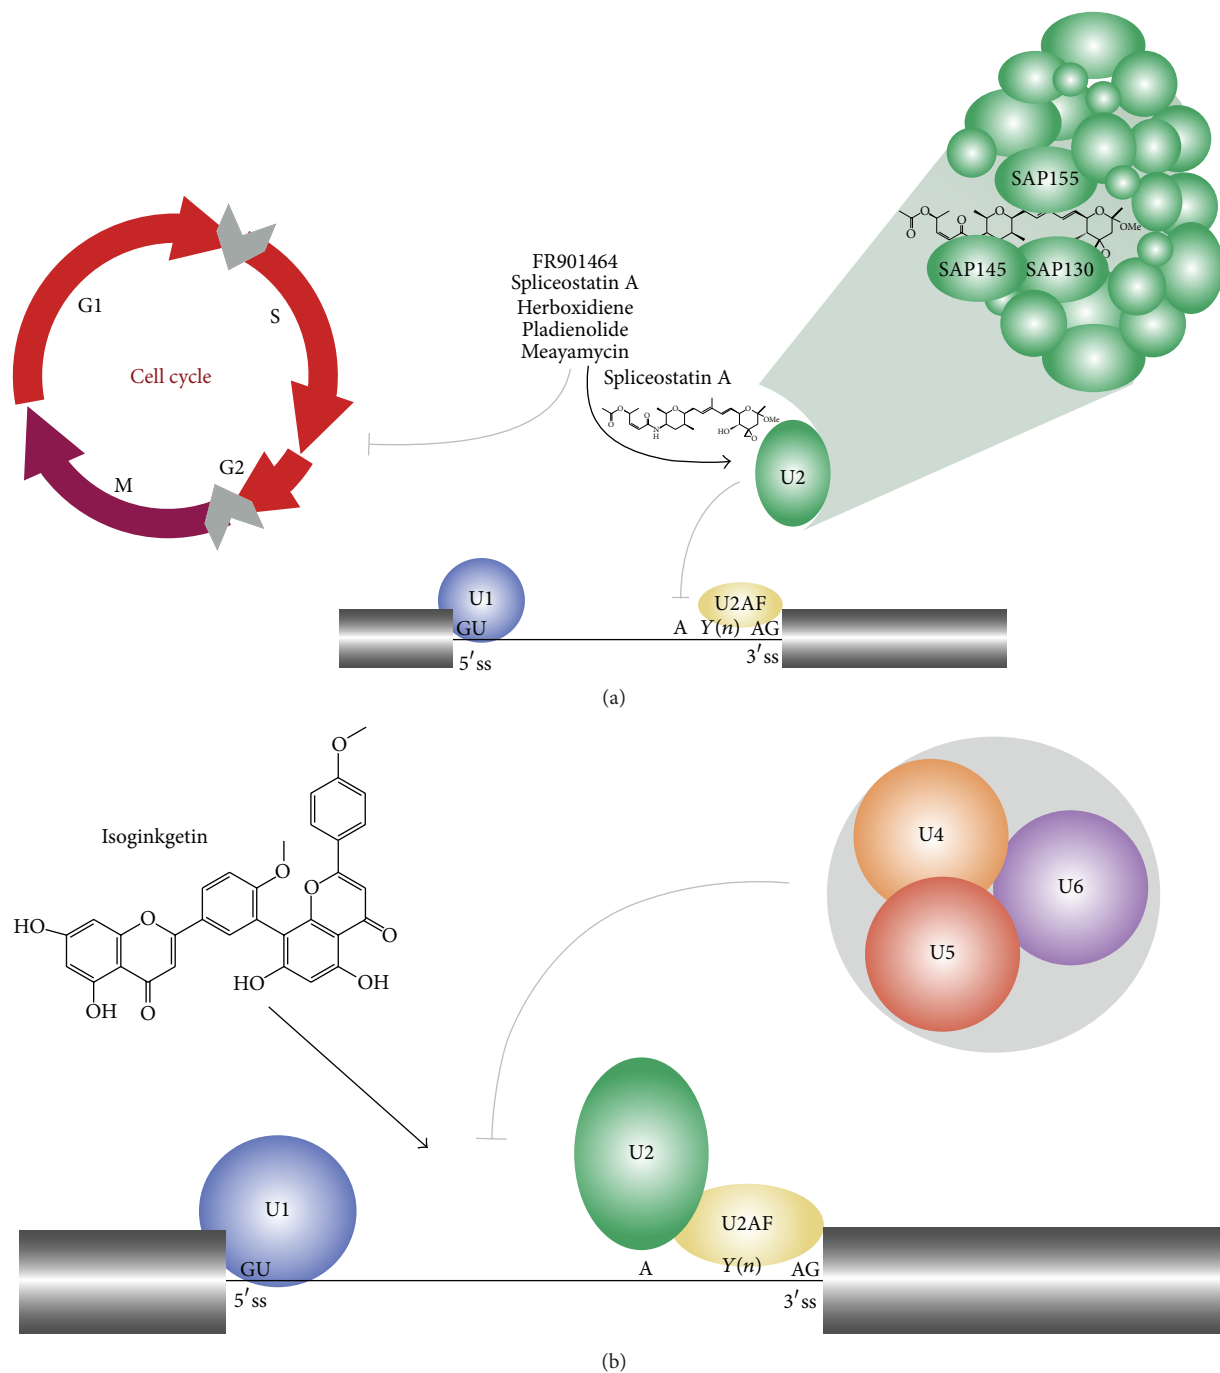 SAP155
O
O
O
O
O
OMe
O
SAP145
SAP130
FR901464
Spliceostatin A
Herboxidiene
Pladienolide
Meayamycin
Spliceostatin A
O
O
O
N
H
O
HO
O
OMe
O
G1
S
Cell cycle
G2
M
U2
U1
U2AF
GU
A
Y(n)
AG
5′ss
3′ss
(a)
O
Isoginkgetin
O
O
O
HO
O
HO
OH
OH
O
U4
U6
U5
U2
U1
U2AF
GU
A
Y(n)
AG
5′ss
3′ss
(b)